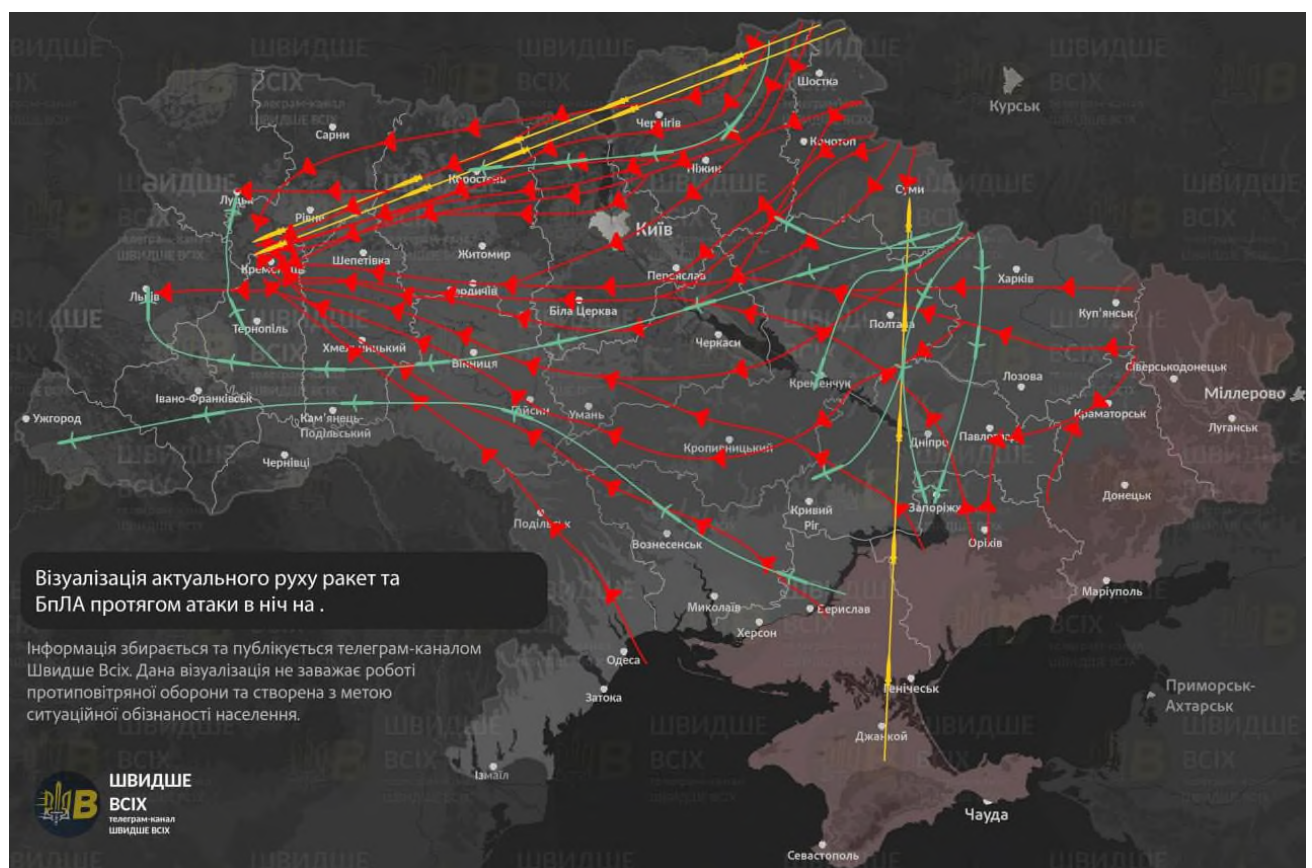 Шостка
Курськ
Чернігів
Конотоп
Сарни
Ніжин
Коростень
Суми
Луцьк
Рівне
Київ
Житомир
Шепетівка
Переяслав
Харків
Кременець
Бердичів
Львів
Біла Церква
Куп'янськ
Полтава
Тернопіль
Черкаси
Хмельницький
Вінниця
Сіверськодонецьк
Кременчук
Лозова
Івано-Франківськ
Міллерово
Гайсин
Умань
Краматорськ
Ужгород
Кам'янець-
Подільський
Луганськ
Кропивницький
Дніпро
Павлоград
Чернівці
Донецьк
Запоріжжя
Кривий
Ріг
Подільськ
Вознесенськ
Оріхів
Візуалізація актуального руху ракет та
БпЛА протягом атаки в ніч на .
Маріуполь
Миколаїв
Берислав
Херсон
Інформація збирається та публікується телеграм-каналом
Швидше Всіх. Дана візуалізація не заважає роботі
протиповітряної оборони та створена з метою
ситуаційної обізнаності населення.
Одеса
Генічеськ
Затока
Приморськ-
Ахтарськ
Джанкой
Ізмаїл
ШВИДШЕ
ВСІХ
телеграм-канал
ШВИДШЕ ВСІХ
Чауда
Севастополь